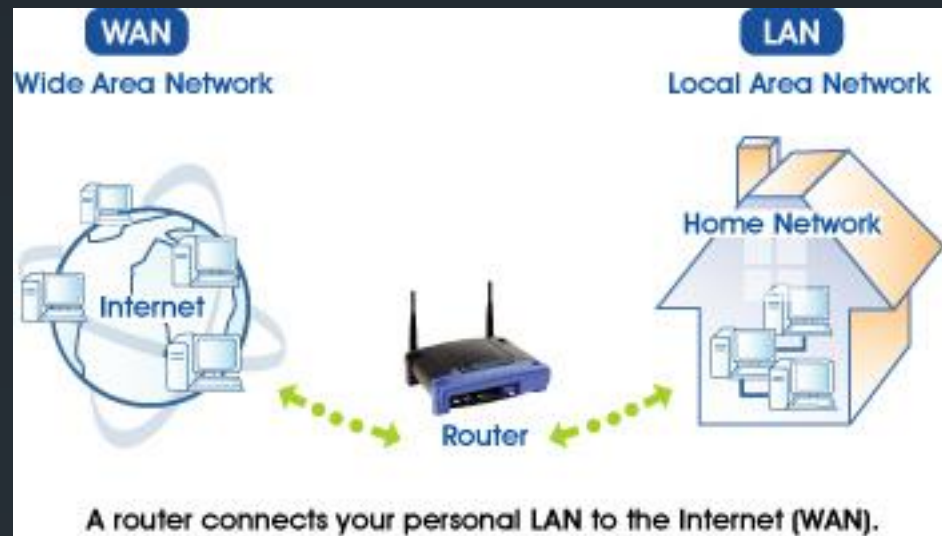 WAN
Wide Area Network
LAN
Local Area Network
Home Network
Internet
Router
A router connects your personal LAN to the Internet (WAN).